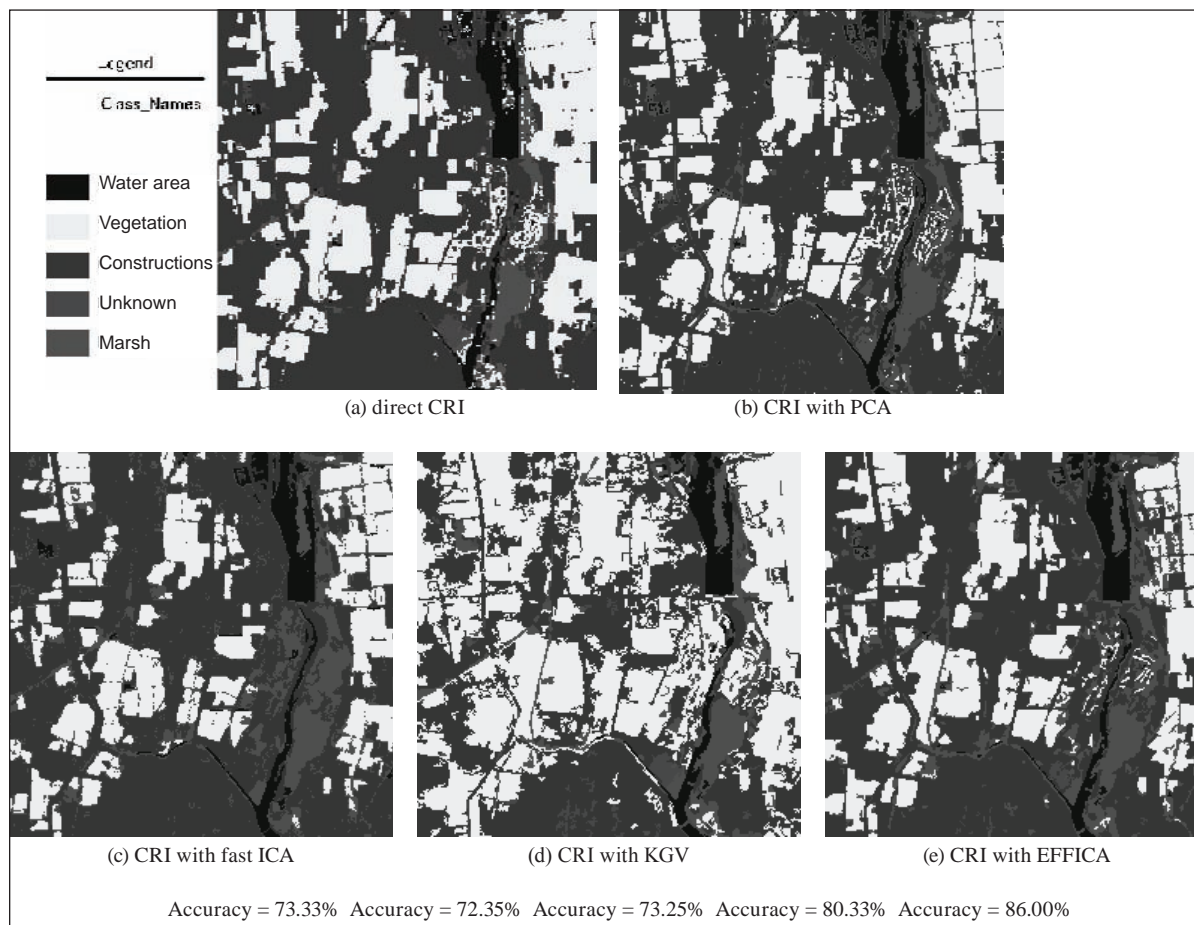 Legend
Class_Names
Water area
Vegetation
Constructions
Unknown
Marsh
(a) direct CRI
(b) CRI with PCA
(c) CRI with fast ICA
(d) CRI with KGV
(e) CRI with EFFICA
Accuracy = 73.33% Accuracy = 72.35% Accuracy = 73.25% Accuracy = 80.33% Accuracy = 86.00%